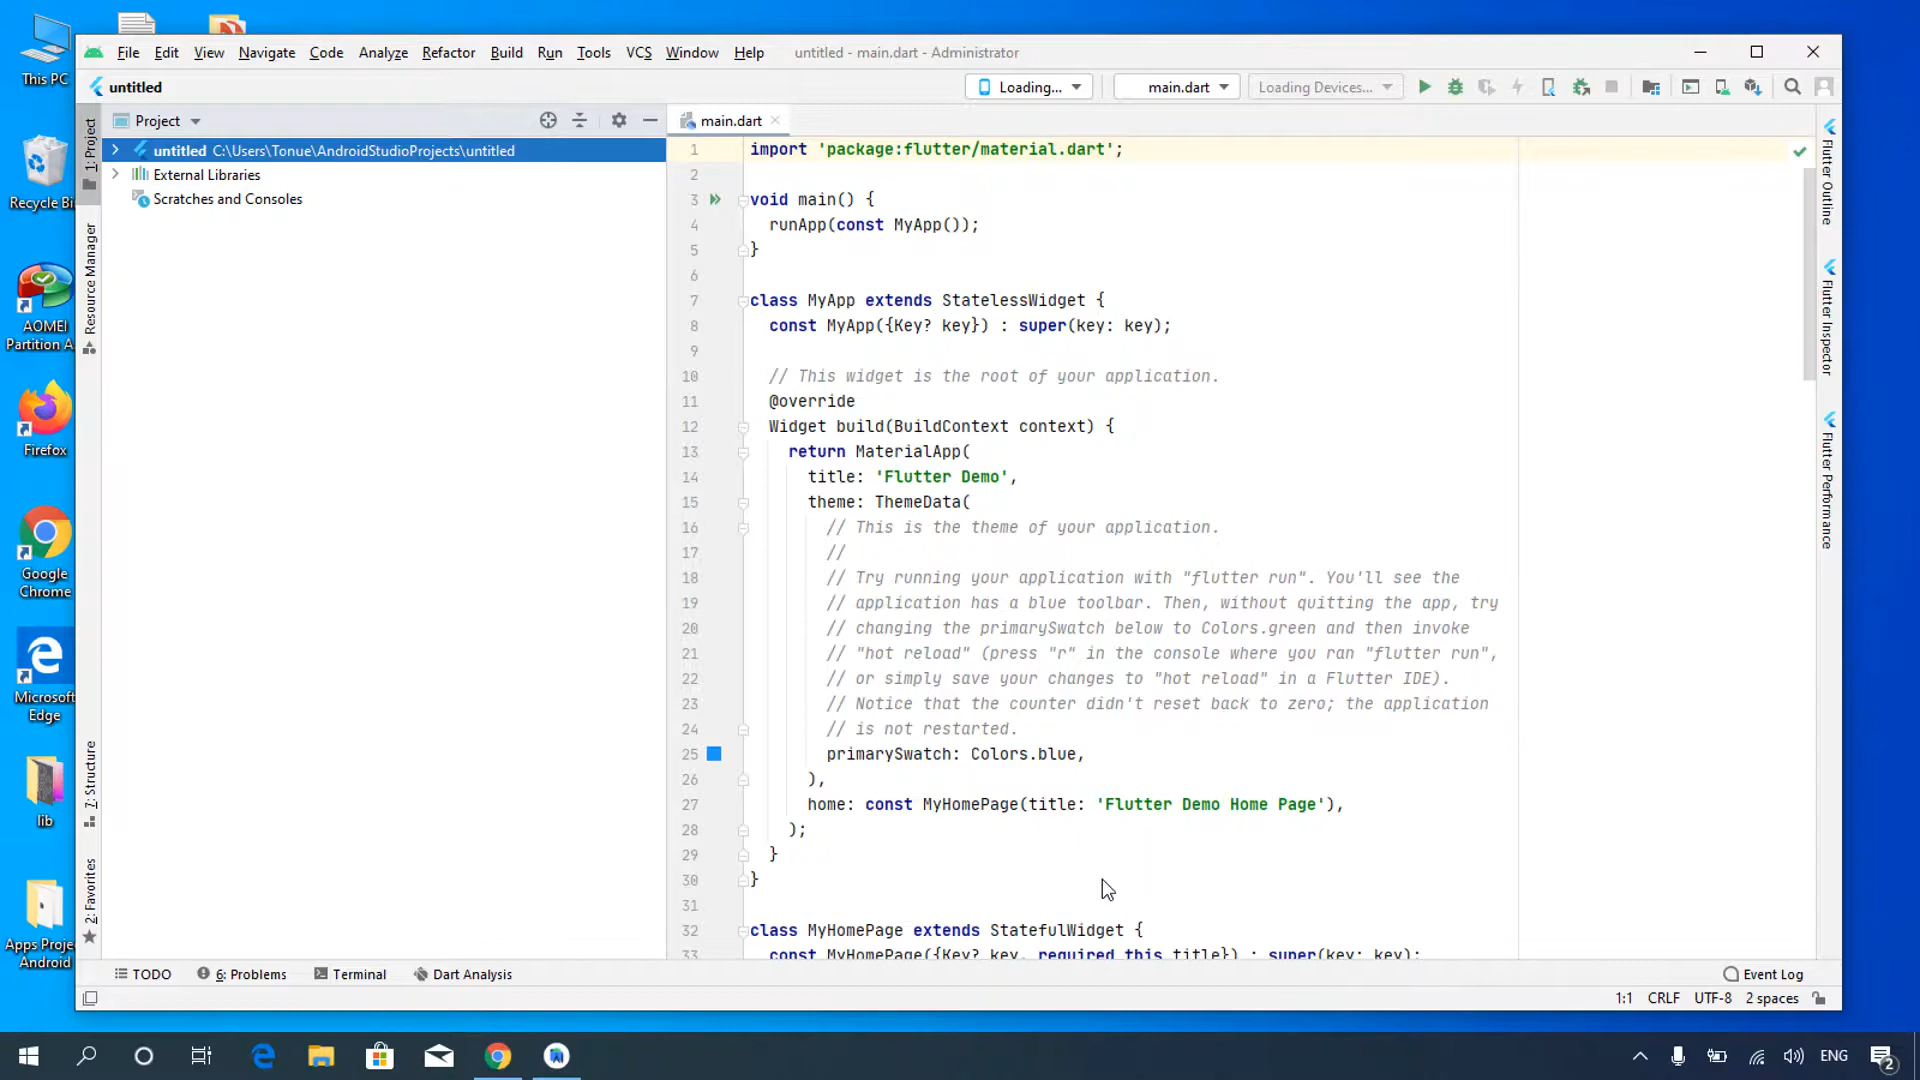 This PC
Recycle Bi
AOMEI
Partition A
Firefox
Google
Chrome
Microsoft
Edge
lib
Apps Proje
Android
File Edit View Navigate Code Analyze Refactor Build Run Tools VCS Window Help untitled - main.dart - Administrator
untitled
Loading... main.dart Loading Devices...
1: Project
Resource Manager
7: Structure
2: Favorites
Project
untitled C:\Users\Tonue\AndroidStudioProjects\untitled
External Libraries
Scratches and Consoles
main.dart
1 import 'package:flutter/material.dart';
2
3 void main() {
4 runApp(const MyApp());
5 }
6
7 class MyApp extends StatelessWidget {
8 const MyApp({Key? key}) : super(key: key);
9
10 // This widget is the root of your application.
11 @override
12 Widget build(BuildContext context) {
13 return MaterialApp(
14 title: 'Flutter Demo',
15 theme: ThemeData(
16 // This is the theme of your application.
17 //
18 // Try running your application with "flutter run". You'll see the
19 // application has a blue toolbar. Then, without quitting the app, try
20 // changing the primarySwatch below to Colors.green and then invoke
21 // "hot reload" (press "r" in the console where you ran "flutter run",
22 // or simply save your changes to "hot reload" in a Flutter IDE).
23 // Notice that the counter didn't reset back to zero; the application
24 // is not restarted.
25 primarySwatch: Colors.blue,
26 ),
27 home: const MyHomePage(title: 'Flutter Demo Home Page'),
28 );
29 }
30 }
31
32 class MyHomePage extends StatefulWidget {
33 const MyHomePage({Key? key, required this.title}) : super(key: key);
Flutter Outline
Flutter Inspector
Flutter Performance
TODO 6: Problems Terminal Dart Analysis Event Log
1:1 CRLF UTF-8 2 spaces
ENG 2